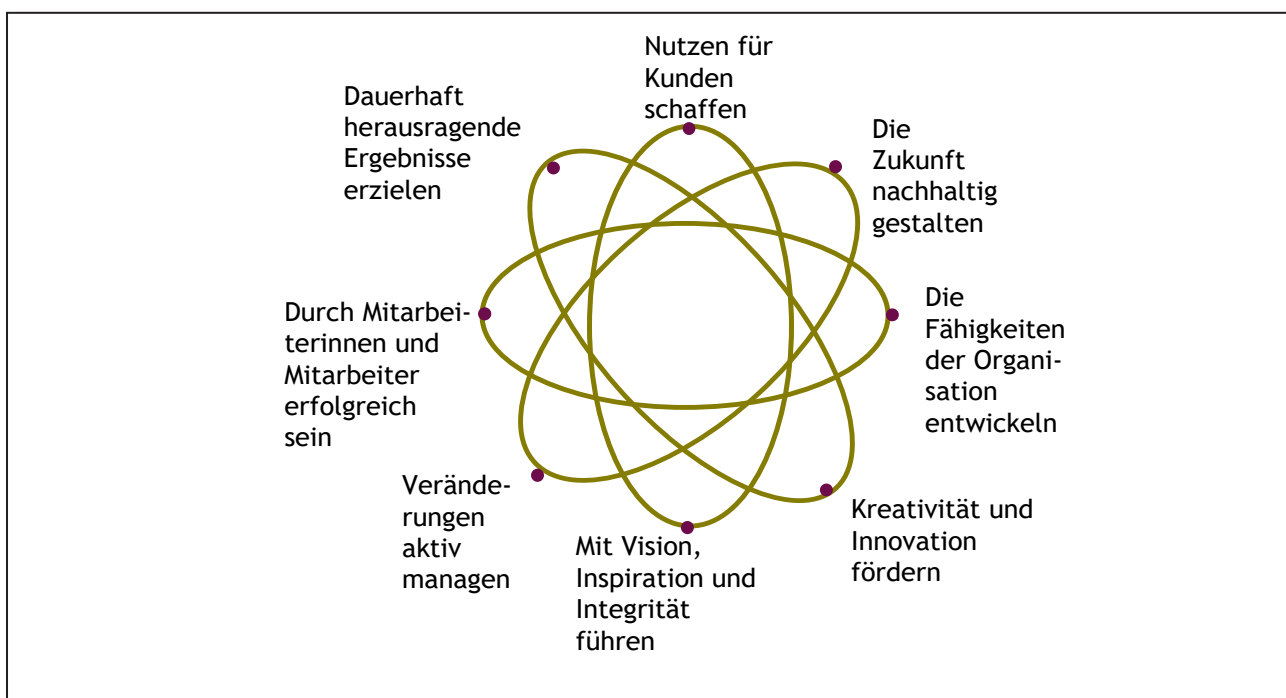 Nutzen für
Kunden
schaffen
Die
Zukunft
nachhaltig
gestalten
Die
Fähigkeiten
der Organi-
sation
entwickeln
Kreativität und
Innovation
fördern
Mit Vision,
Inspiration und
Integrität
führen
Verände-
rungen
aktiv
managen
Durch Mitarbei-
terinnen und
Mitarbeiter
erfolgreich
sein
Dauerhaft
herausragende
Ergebnisse
erzielen